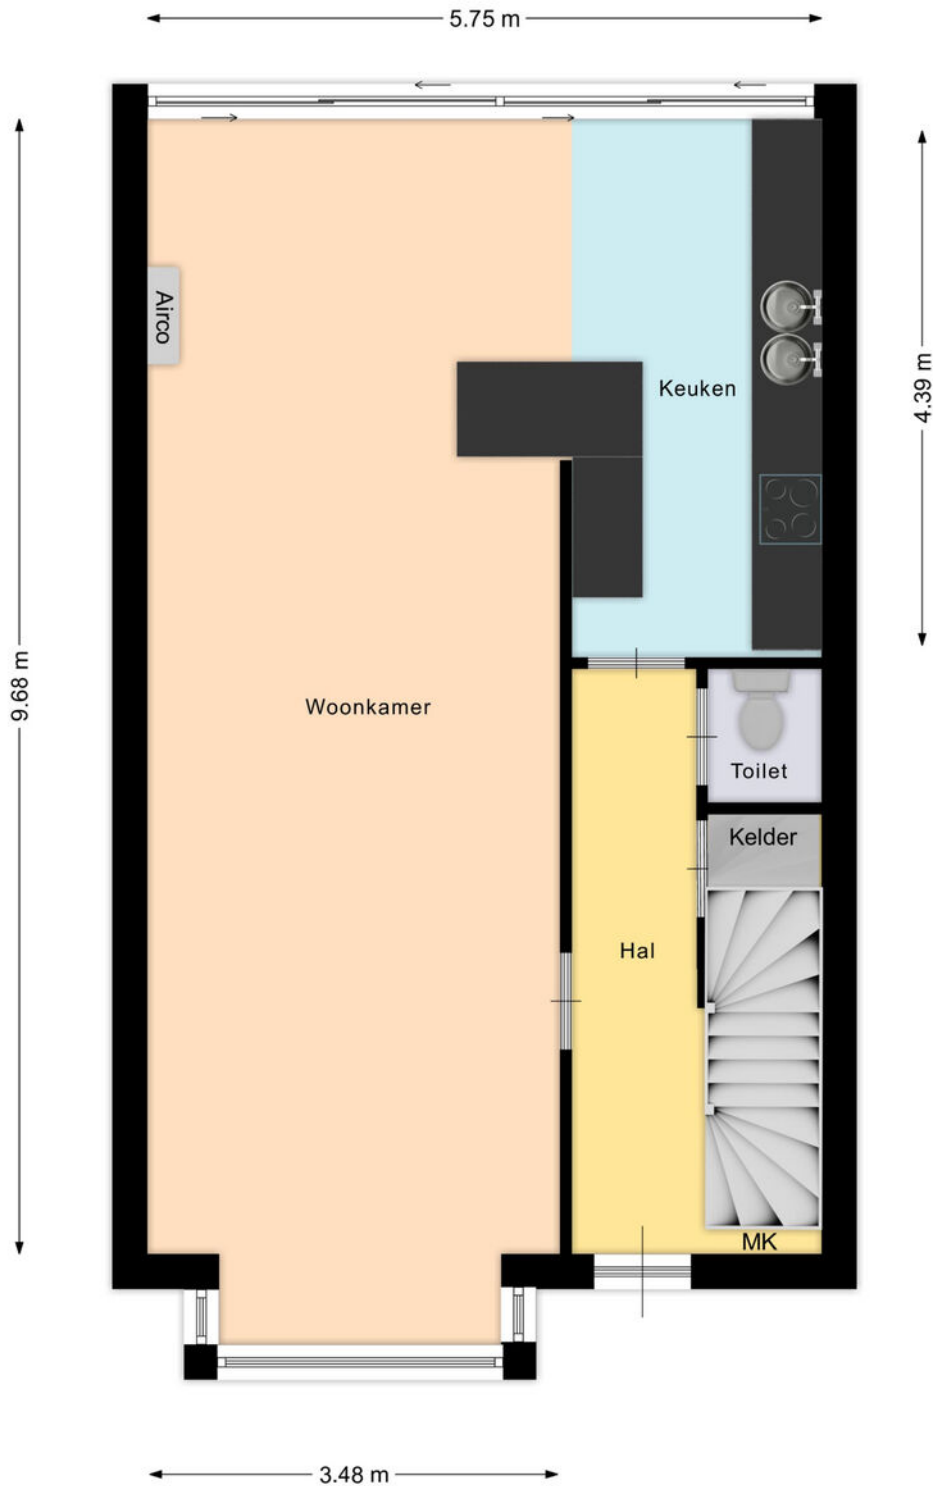 5.75 m
Airco
Keuken
4.39 m
9.68 m
Woonkamer
Toilet
Kelder
Hal
MK
3.48 m